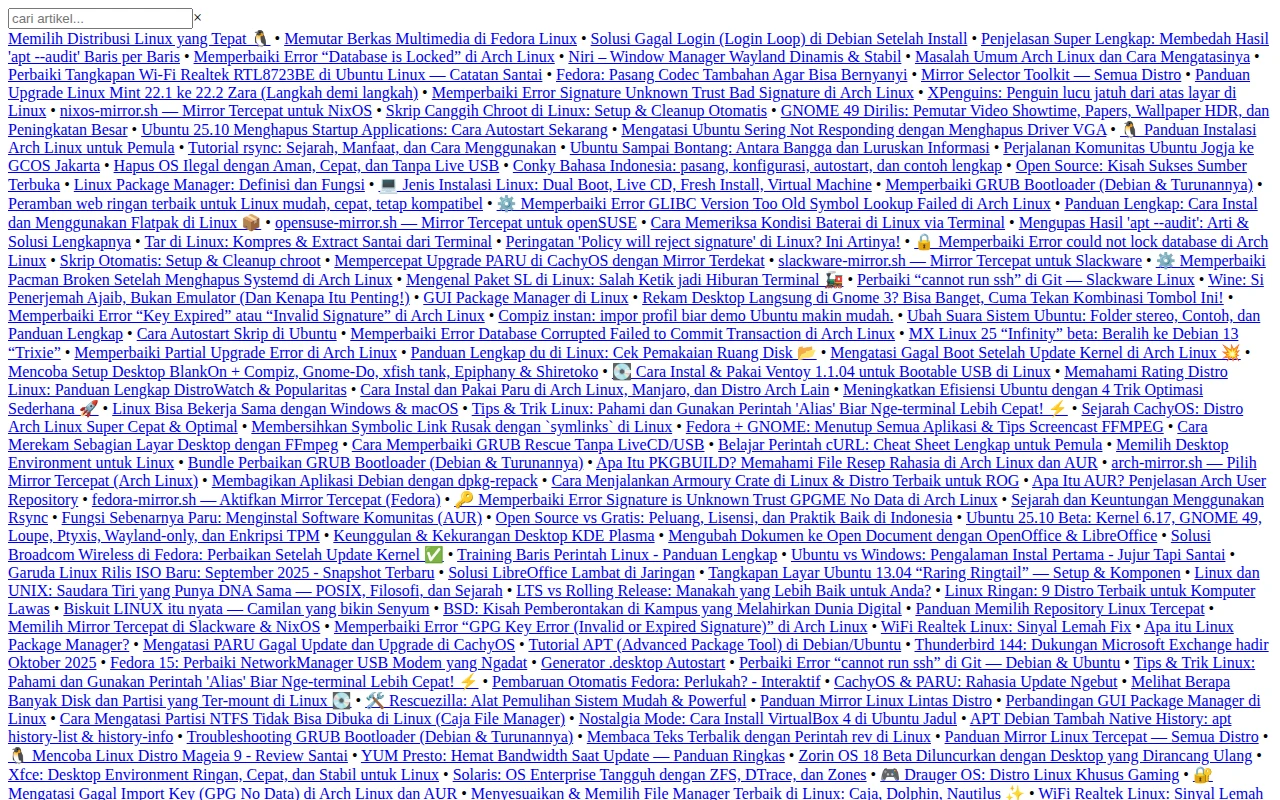 cari artikel... ×
Memilih Distribusi Linux yang Tepat 🐧 • Memutar Berkas Multimedia di Fedora Linux • Solusi Gagal Login (Login Loop) di Debian Setelah Install • Penjelasan Super Lengkap: Membedah Hasil
'apt --audit' Baris per Baris • Memperbaiki Error “Database is Locked” di Arch Linux • Niri – Window Manager Wayland Dinamis & Stabil • Masalah Umum Arch Linux dan Cara Mengatasinya •
Perbaiki Tangkapan Wi-Fi Realtek RTL8723BE di Ubuntu Linux — Catatan Santai • Fedora: Pasang Codec Tambahan Agar Bisa Bernyanyi • Mirror Selector Toolkit — Semua Distro • Panduan
Upgrade Linux Mint 22.1 ke 22.2 Zara (Langkah demi langkah) • Memperbaiki Error Signature Unknown Trust Bad Signature di Arch Linux • XPenguins: Penguin lucu jatuh dari atas layar di
Linux • nixos-mirror.sh — Mirror Tercepat untuk NixOS • Skrip Canggih Chroot di Linux: Setup & Cleanup Otomatis • GNOME 49 Dirilis: Pemutar Video Showtime, Papers, Wallpaper HDR, dan
Peningkatan Besar • Ubuntu 25.10 Menghapus Startup Applications: Cara Autostart Sekarang • Mengatasi Ubuntu Sering Not Responding dengan Menghapus Driver VGA • 🐧 Panduan Instalasi
Arch Linux untuk Pemula • Tutorial rsync: Sejarah, Manfaat, dan Cara Menggunakan • Ubuntu Sampai Bontang: Antara Bangga dan Luruskan Informasi • Perjalanan Komunitas Ubuntu Jogja ke
GCOS Jakarta • Hapus OS Ilegal dengan Aman, Cepat, dan Tanpa Live USB • Conky Bahasa Indonesia: pasang, konfigurasi, autostart, dan contoh lengkap • Open Source: Kisah Sukses Sumber
Terbuka • Linux Package Manager: Definisi dan Fungsi • 💻 Jenis Instalasi Linux: Dual Boot, Live CD, Fresh Install, Virtual Machine • Memperbaiki GRUB Bootloader (Debian & Turunannya) •
Peramban web ringan terbaik untuk Linux mudah, cepat, tetap kompatibel • ⚙️ Memperbaiki Error GLIBC Version Too Old Symbol Lookup Failed di Arch Linux • Panduan Lengkap: Cara Instal
dan Menggunakan Flatpak di Linux 📦 • opensuse-mirror.sh — Mirror Tercepat untuk openSUSE • Cara Memeriksa Kondisi Baterai di Linux via Terminal • Mengupas Hasil 'apt --audit': Arti &
Solusi Lengkapnya • Tar di Linux: Kompres & Extract Santai dari Terminal • Peringatan 'Policy will reject signature' di Linux? Ini Artinya! • 🔒 Memperbaiki Error could not lock database di Arch
Linux • Skrip Otomatis: Setup & Cleanup chroot • Mempercepat Upgrade PARU di CachyOS dengan Mirror Terdekat • slackware-mirror.sh — Mirror Tercepat untuk Slackware • ⚙️ Memperbaiki
Pacman Broken Setelah Menghapus Systemd di Arch Linux • Mengenal Paket SL di Linux: Salah Ketik jadi Hiburan Terminal 🚂 • Perbaiki “cannot run ssh” di Git — Slackware Linux • Wine: Si
Penerjemah Ajaib, Bukan Emulator (Dan Kenapa Itu Penting!) • GUI Package Manager di Linux • Rekam Desktop Langsung di Gnome 3? Bisa Banget, Cuma Tekan Kombinasi Tombol Ini! •
Memperbaiki Error “Key Expired” atau “Invalid Signature” di Arch Linux • Compiz instan: impor profil biar demo Ubuntu makin mudah. • Ubah Suara Sistem Ubuntu: Folder stereo, Contoh, dan
Panduan Lengkap • Cara Autostart Skrip di Ubuntu • Memperbaiki Error Database Corrupted Failed to Commit Transaction di Arch Linux • MX Linux 25 “Infinity” beta: Beralih ke Debian 13
“Trixie” • Memperbaiki Partial Upgrade Error di Arch Linux • Panduan Lengkap du di Linux: Cek Pemakaian Ruang Disk 📂 • Mengatasi Gagal Boot Setelah Update Kernel di Arch Linux 💥 •
Mencoba Setup Desktop BlankOn + Compiz, Gnome-Do, xfish tank, Epiphany & Shiretoko • 💽 Cara Instal & Pakai Ventoy 1.1.04 untuk Bootable USB di Linux • Memahami Rating Distro
Linux: Panduan Lengkap DistroWatch & Popularitas • Cara Instal dan Pakai Paru di Arch Linux, Manjaro, dan Distro Arch Lain • Meningkatkan Efisiensi Ubuntu dengan 4 Trik Optimasi
Sederhana 🚀 • Linux Bisa Bekerja Sama dengan Windows & macOS • Tips & Trik Linux: Pahami dan Gunakan Perintah 'Alias' Biar Nge-terminal Lebih Cepat! ⚡ • Sejarah CachyOS: Distro
Arch Linux Super Cepat & Optimal • Membersihkan Symbolic Link Rusak dengan `symlinks` di Linux • Fedora + GNOME: Menutup Semua Aplikasi & Tips Screencast FFMPEG • Cara
Merekam Sebagian Layar Desktop dengan FFmpeg • Cara Memperbaiki GRUB Rescue Tanpa LiveCD/USB • Belajar Perintah cURL: Cheat Sheet Lengkap untuk Pemula • Memilih Desktop
Environment untuk Linux • Bundle Perbaikan GRUB Bootloader (Debian & Turunannya) • Apa Itu PKGBUILD? Memahami File Resep Rahasia di Arch Linux dan AUR • arch-mirror.sh — Pilih
Mirror Tercepat (Arch Linux) • Membagikan Aplikasi Debian dengan dpkg-repack • Cara Menjalankan Armoury Crate di Linux & Distro Terbaik untuk ROG • Apa Itu AUR? Penjelasan Arch User
Repository • fedora-mirror.sh — Aktifkan Mirror Tercepat (Fedora) • 🔑 Memperbaiki Error Signature is Unknown Trust GPGME No Data di Arch Linux • Sejarah dan Keuntungan Menggunakan
Rsync • Fungsi Sebenarnya Paru: Menginstal Software Komunitas (AUR) • Open Source vs Gratis: Peluang, Lisensi, dan Praktik Baik di Indonesia • Ubuntu 25.10 Beta: Kernel 6.17, GNOME 49,
Loupe, Ptyxis, Wayland-only, dan Enkripsi TPM • Keunggulan & Kekurangan Desktop KDE Plasma • Mengubah Dokumen ke Open Document dengan OpenOffice & LibreOffice • Solusi
Broadcom Wireless di Fedora: Perbaikan Setelah Update Kernel ✅ • Training Baris Perintah Linux - Panduan Lengkap • Ubuntu vs Windows: Pengalaman Instal Pertama - Jujur Tapi Santai •
Garuda Linux Rilis ISO Baru: September 2025 - Snapshot Terbaru • Solusi LibreOffice Lambat di Jaringan • Tangkapan Layar Ubuntu 13.04 “Raring Ringtail” — Setup & Komponen • Linux dan
UNIX: Saudara Tiri yang Punya DNA Sama — POSIX, Filosofi, dan Sejarah • LTS vs Rolling Release: Manakah yang Lebih Baik untuk Anda? • Linux Ringan: 9 Distro Terbaik untuk Komputer
Lawas • Biskuit LINUX itu nyata — Camilan yang bikin Senyum • BSD: Kisah Pemberontakan di Kampus yang Melahirkan Dunia Digital • Panduan Memilih Repository Linux Tercepat •
Memilih Mirror Tercepat di Slackware & NixOS • Memperbaiki Error “GPG Key Error (Invalid or Expired Signature)” di Arch Linux • WiFi Realtek Linux: Sinyal Lemah Fix • Apa itu Linux
Package Manager? • Mengatasi PARU Gagal Update dan Upgrade di CachyOS • Tutorial APT (Advanced Package Tool) di Debian/Ubuntu • Thunderbird 144: Dukungan Microsoft Exchange hadir
Oktober 2025 • Fedora 15: Perbaiki NetworkManager USB Modem yang Ngadat • Generator .desktop Autostart • Perbaiki Error “cannot run ssh” di Git — Debian & Ubuntu • Tips & Trik Linux:
Pahami dan Gunakan Perintah 'Alias' Biar Nge-terminal Lebih Cepat! ⚡ • Pembaruan Otomatis Fedora: Perlukah? - Interaktif • CachyOS & PARU: Rahasia Update Ngebut • Melihat Berapa
Banyak Disk dan Partisi yang Ter-mount di Linux 💽 • 🛠️ Rescuezilla: Alat Pemulihan Sistem Mudah & Powerful • Panduan Mirror Linux Lintas Distro • Perbandingan GUI Package Manager di
Linux • Cara Mengatasi Partisi NTFS Tidak Bisa Dibuka di Linux (Caja File Manager) • Nostalgia Mode: Cara Install VirtualBox 4 di Ubuntu Jadul • APT Debian Tambah Native History: apt
history-list & history-info • Troubleshooting GRUB Bootloader (Debian & Turunannya) • Membaca Teks Terbalik dengan Perintah rev di Linux • Panduan Mirror Linux Tercepat — Semua Distro •
🐧 Mencoba Linux Distro Mageia 9 - Review Santai • YUM Presto: Hemat Bandwidth Saat Update — Panduan Ringkas • Zorin OS 18 Beta Diluncurkan dengan Desktop yang Dirancang Ulang •
Xfce: Desktop Environment Ringan, Cepat, dan Stabil untuk Linux • Solaris: OS Enterprise Tangguh dengan ZFS, DTrace, dan Zones • 🎮 Drauger OS: Distro Linux Khusus Gaming • 🔐
Mengatasi Gagal Import Key (GPG No Data) di Arch Linux dan AUR • Menyesuaikan & Memilih File Manager Terbaik di Linux: Caja, Dolphin, Nautilus ✨ • WiFi Realtek Linux: Sinyal Lemah